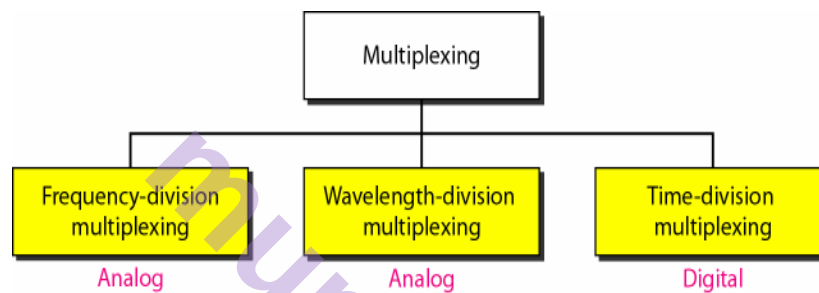 Multiplexing
Frequency-division
multiplexing
Wavelength-division
multiplexing
Time-division
multiplexing
Analog
Analog
Digital